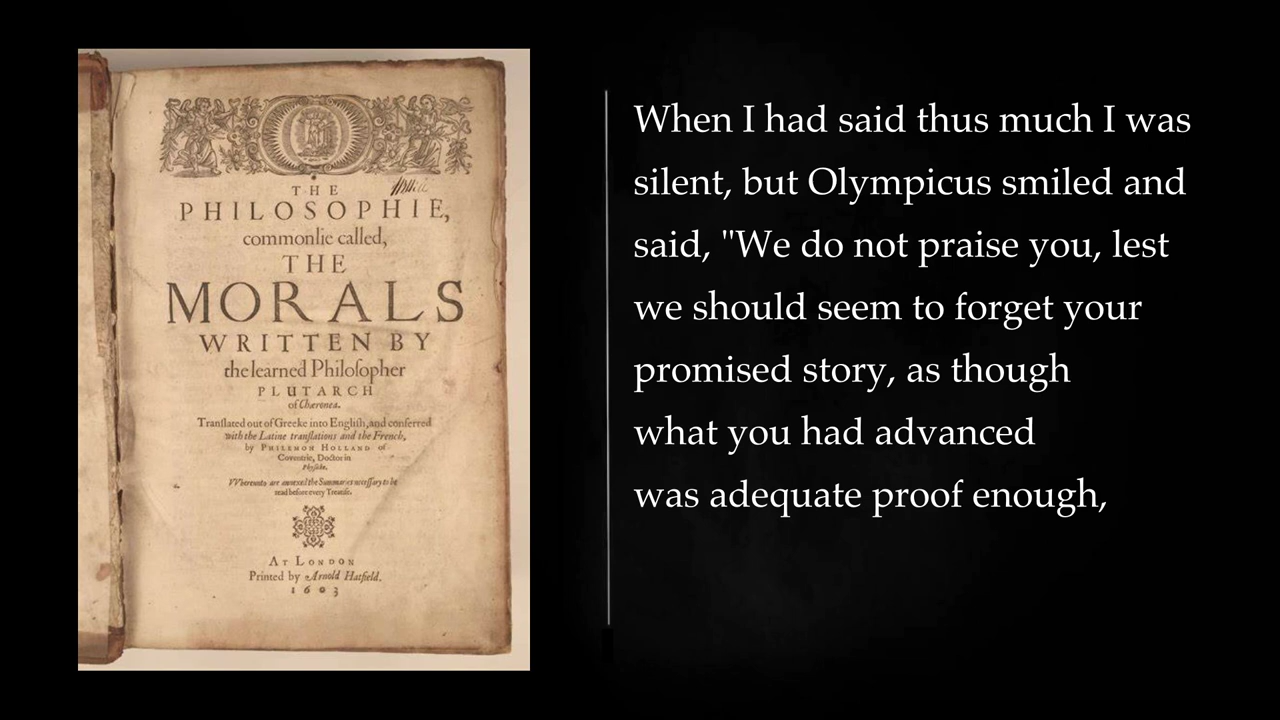 THE
PHILOSOPHIE,
commonlie called,
THE
MORALS
WRITTEN BY
the learned Philoſopher
PLUTARCH
of Chæronea.
Tranſlated out of Greeke into Engliſh, and conferred
with the Latine tranſlations and the French,
by PHILEMON HOLLAND of
Coventrie, Doctor in
Phyſicke.
VVhereunto are annexed the Summaries neceſſary to be
read before every Treatiſe.
AT LONDON
Printed by Arnold Hatfield.
1603
When I had said thus much I was
silent, but Olympicus smiled and
said, "We do not praise you, lest
we should seem to forget your
promised story, as though
what you had advanced
was adequate proof enough,